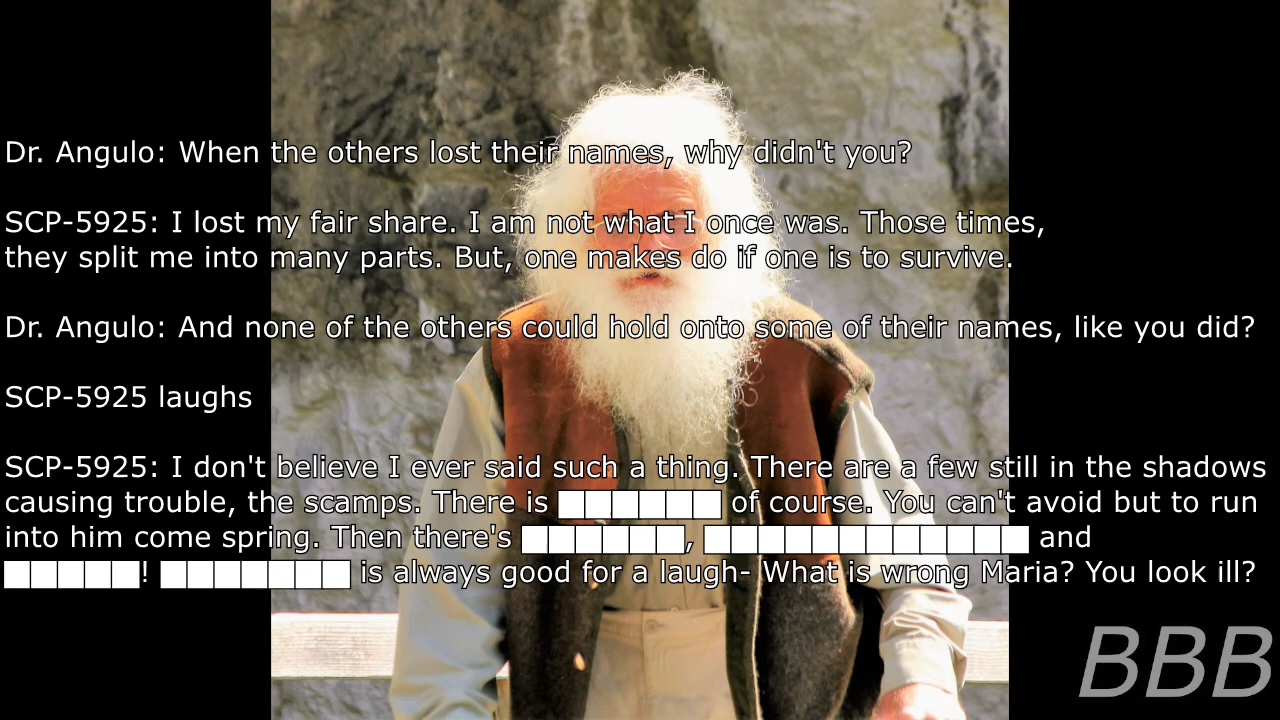 Dr. Angulo: When the others lost their names, why didn't you?
SCP-5925: I lost my fair share. I am not what I once was. Those times,
they split me into many parts. But, one makes do if one is to survive.
Dr. Angulo: And none of the others could hold onto some of their names, like you did?
SCP-5925 laughs
SCP-5925: I don't believe I ever said such a thing. There are a few still in the shadows
causing trouble, the scamps. There is ██████ of course. You can't avoid but to run
into him come spring. Then there's ██████, ████████████ and
█████! ███████ is always good for a laugh- What is wrong Maria? You look ill?
BBB